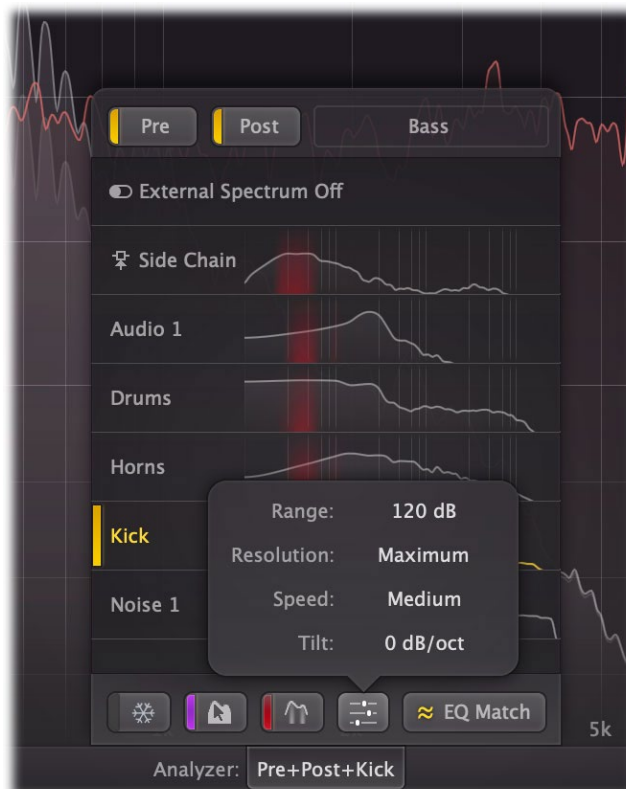 Pre Post Bass
External Spectrum Off
Side Chain
Audio 1
Drums
Horns
Range: 120 dB
Kick
Resolution: Maximum
Speed: Medium
Noise 1
Tilt: 0 dB/oct
EQ Match
5k
Analyzer: Pre+Post+Kick